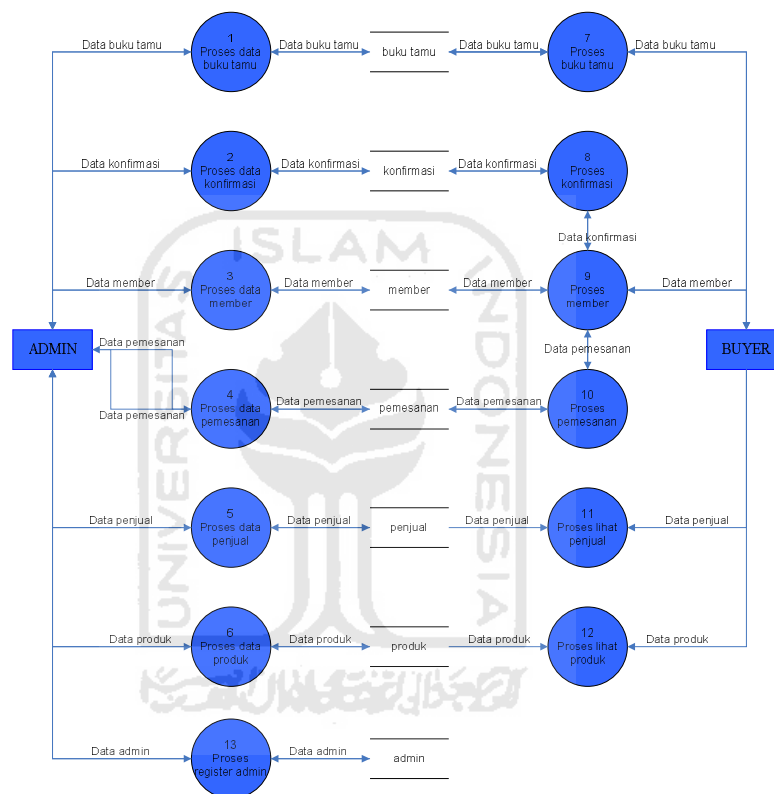 Data buku tamu
1
Proses data
buku tamu
Data buku tamu
buku tamu
Data buku tamu
7
Proses
buku tamu
Data buku tamu
Data konfirmasi
2
Proses data
konfirmasi
Data konfirmasi
konfirmasi
Data konfirmasi
8
Proses
konfirmasi
Data konfirmasi
Data member
3
Proses data
member
Data member
member
Data member
9
Proses
member
Data member
ADMIN
Data pemesanan
Data pemesanan
BUYER
Data pemesanan
4
Proses data
pemesanan
Data pemesanan
pemesanan
Data pemesanan
10
Proses
pemesanan
Data penjual
5
Proses data
penjual
Data penjual
penjual
Data penjual
11
Proses lihat
penjual
Data penjual
Data produk
6
Proses data
produk
Data produk
produk
Data produk
12
Proses lihat
produk
Data produk
Data admin
13
Proses
register admin
Data admin
admin
UNIVERSITAS
ISLAM
INDONESIA